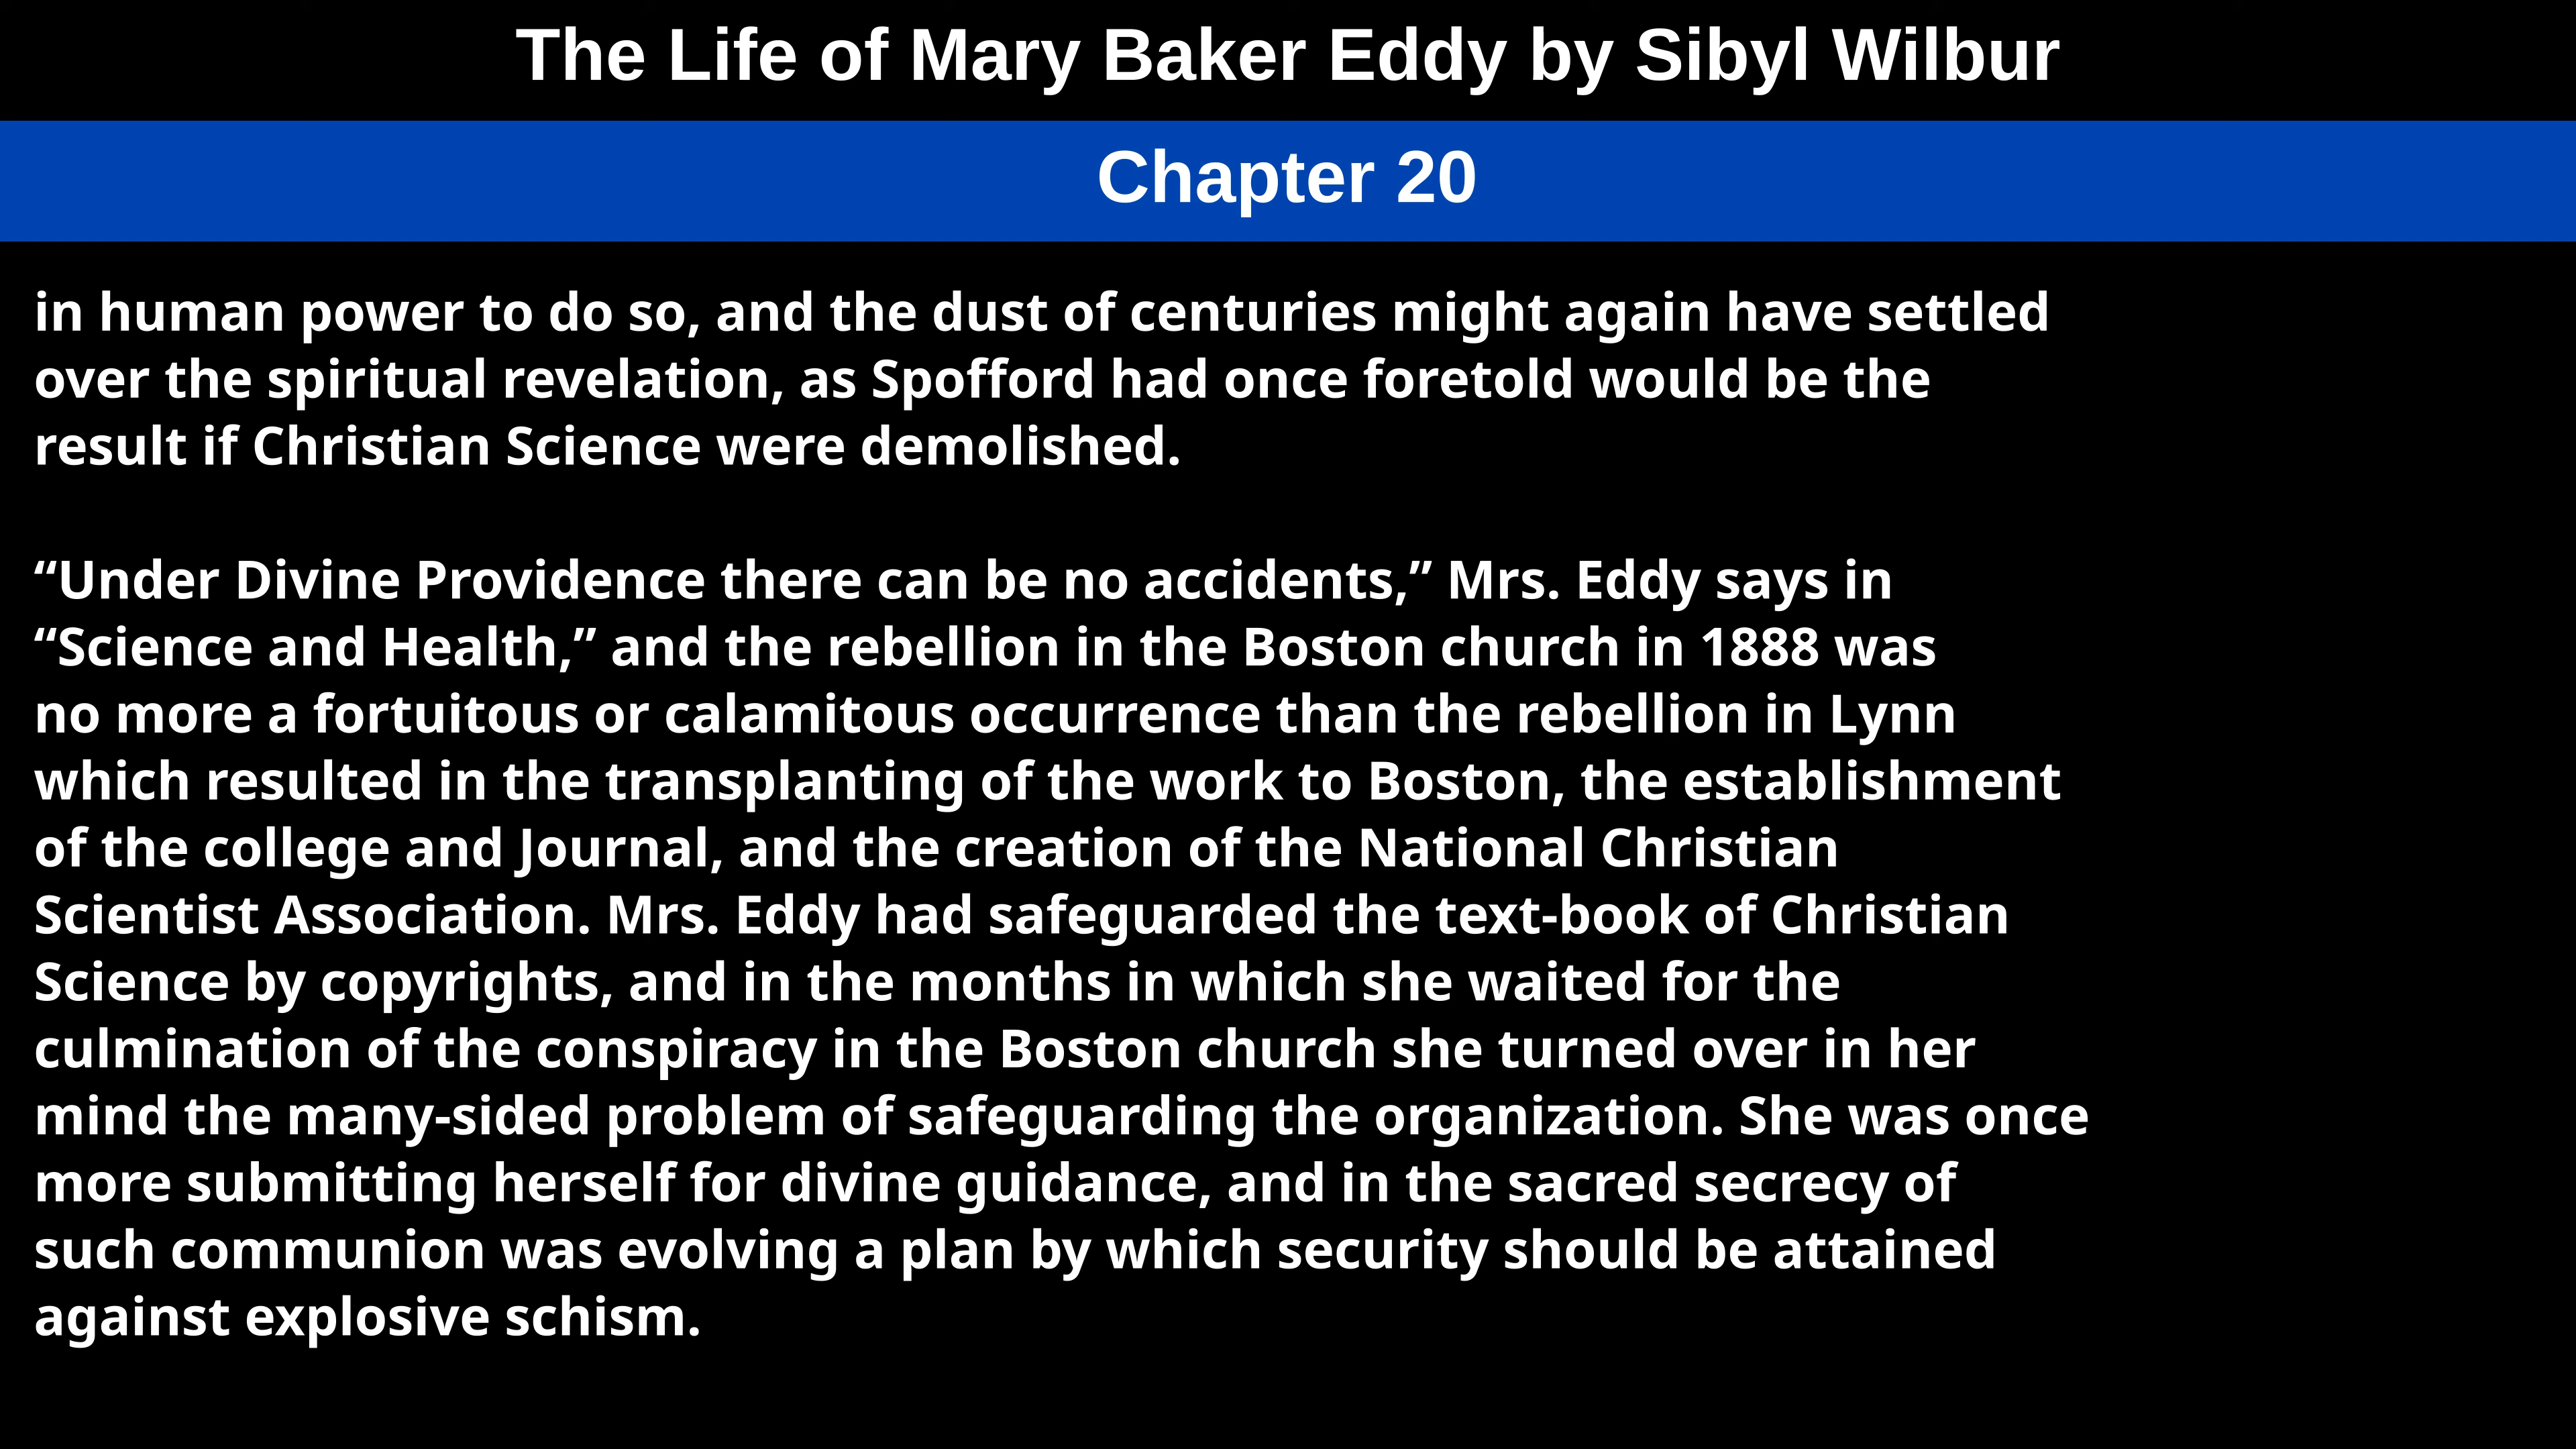 The Life of Mary Baker Eddy by Sibyl Wilbur
Chapter 20
in human power to do so, and the dust of centuries might again have settled
over the spiritual revelation, as Spofford had once foretold would be the
result if Christian Science were demolished.
“Under Divine Providence there can be no accidents,” Mrs. Eddy says in
“Science and Health,” and the rebellion in the Boston church in 1888 was
no more a fortuitous or calamitous occurrence than the rebellion in Lynn
which resulted in the transplanting of the work to Boston, the establishment
of the college and Journal, and the creation of the National Christian
Scientist Association. Mrs. Eddy had safeguarded the text-book of Christian
Science by copyrights, and in the months in which she waited for the
culmination of the conspiracy in the Boston church she turned over in her
mind the many-sided problem of safeguarding the organization. She was once
more submitting herself for divine guidance, and in the sacred secrecy of
such communion was evolving a plan by which security should be attained
against explosive schism.